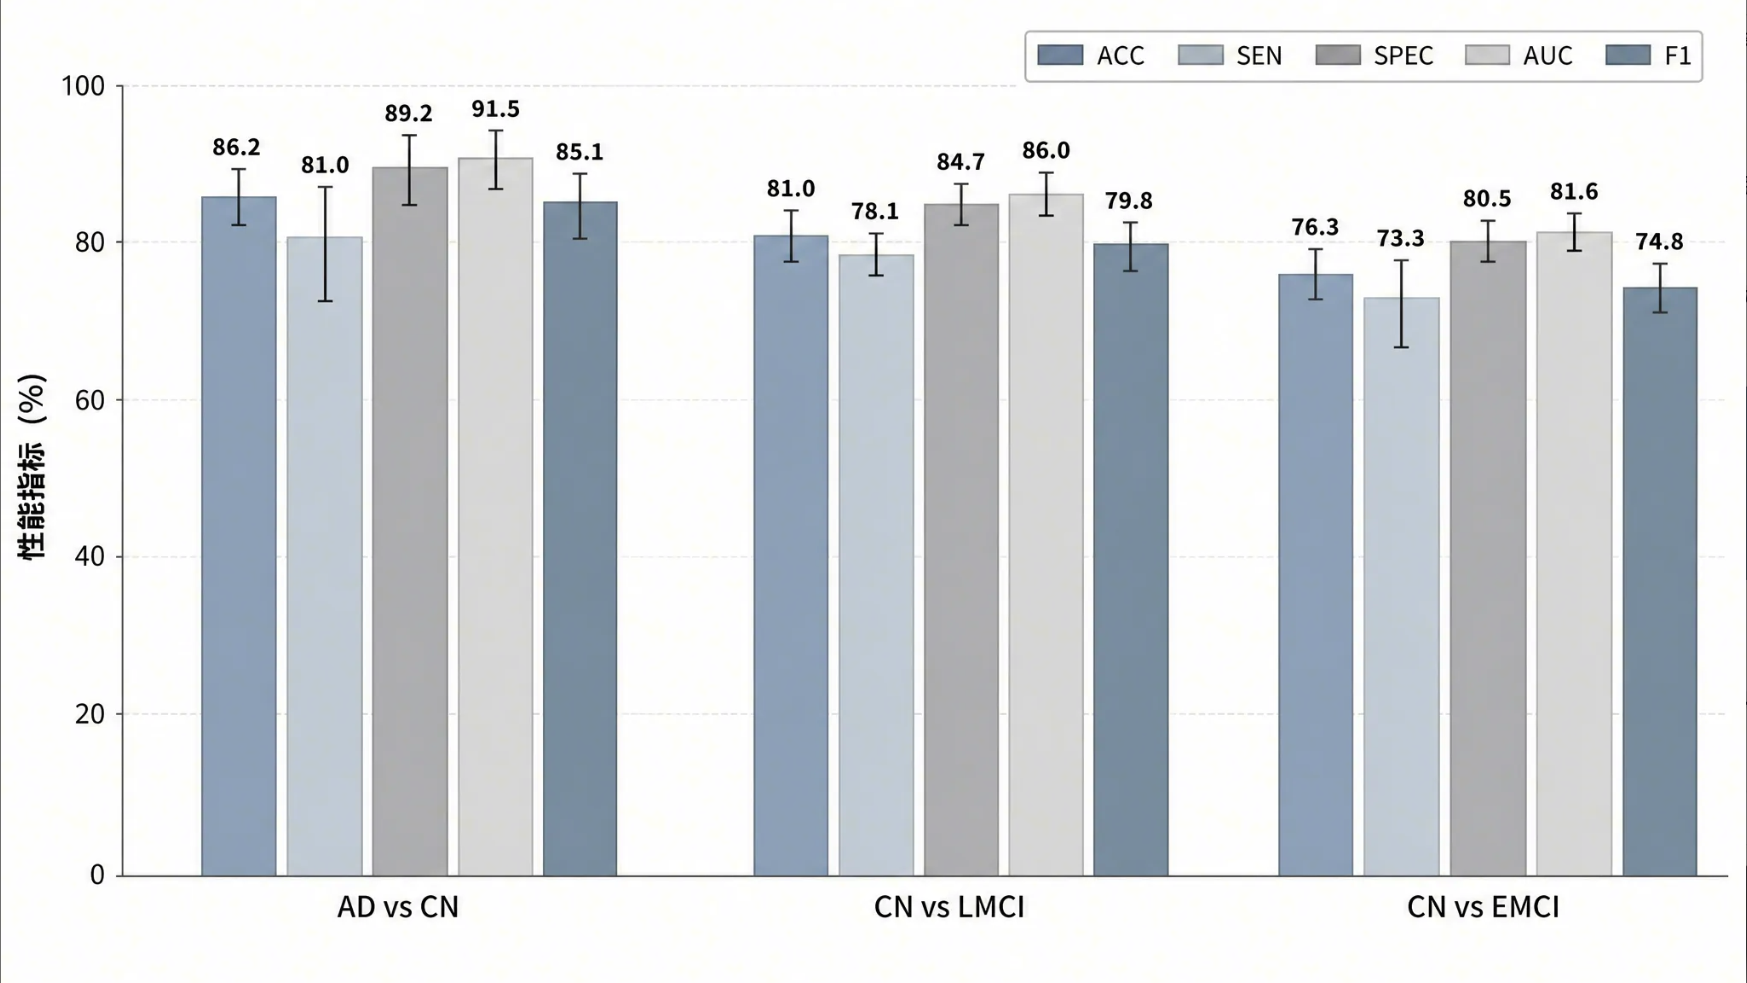 ACC SEN SPEC AUC F1
性能指标 (%)
100
80
60
40
20
0
86.2 81.0 89.2 91.5 85.1
81.0 78.1 84.7 86.0 79.8
76.3 73.3 80.5 81.6 74.8
AD vs CN
CN vs LMCI
CN vs EMCI